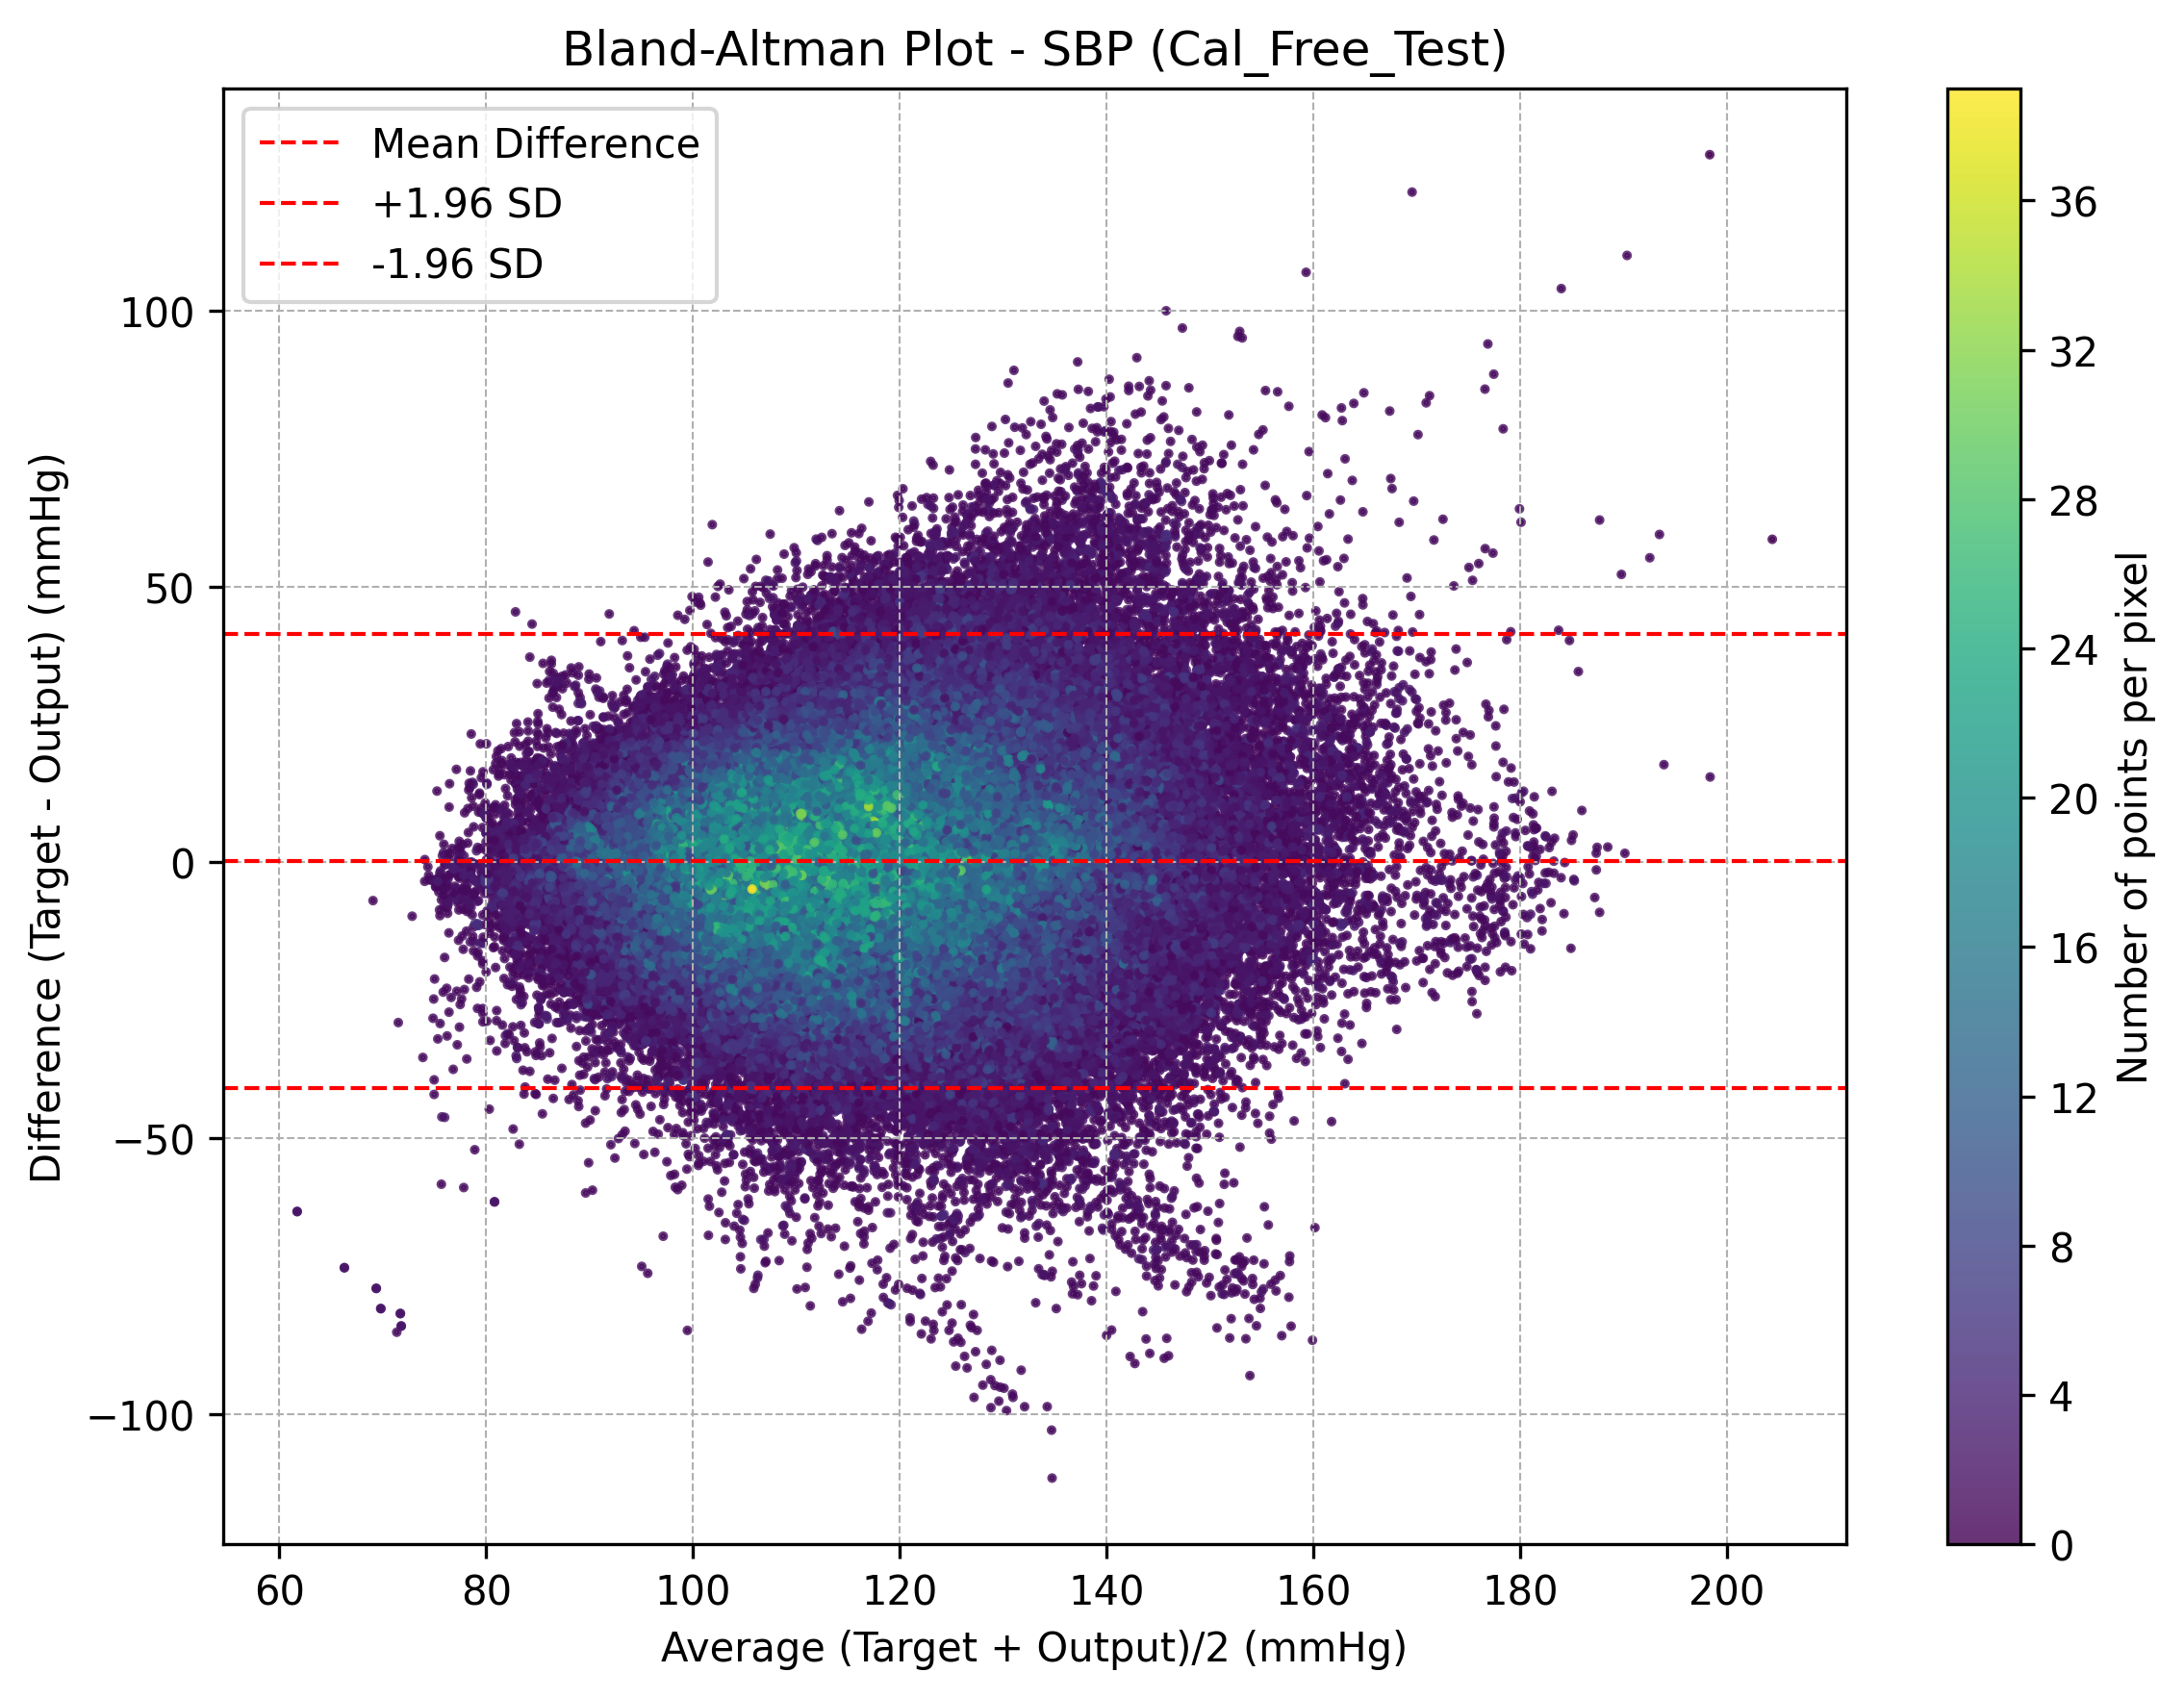 Bland-Altman Plot - SBP (Cal_Free_Test)
Mean Difference
+1.96 SD
-1.96 SD
Difference (Target - Output) (mmHg)
100
50
0
−50
−100
60 80 100 120 140 160 180 200
Average (Target + Output)/2 (mmHg)
36
32
28
24
20
16
12
8
4
0
Number of points per pixel